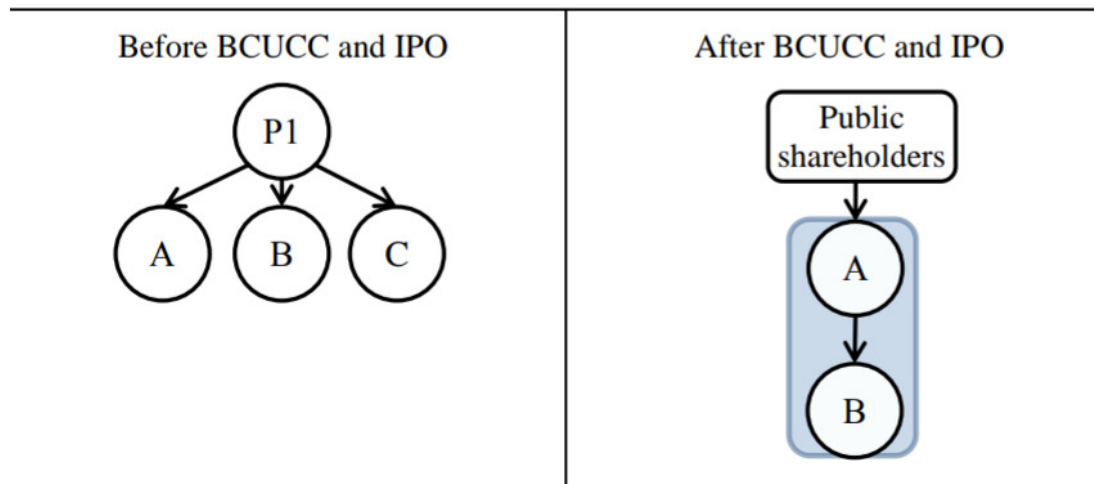 Before BCUCC and IPO
P1
A
B
C
After BCUCC and IPO
Public
shareholders
A
B